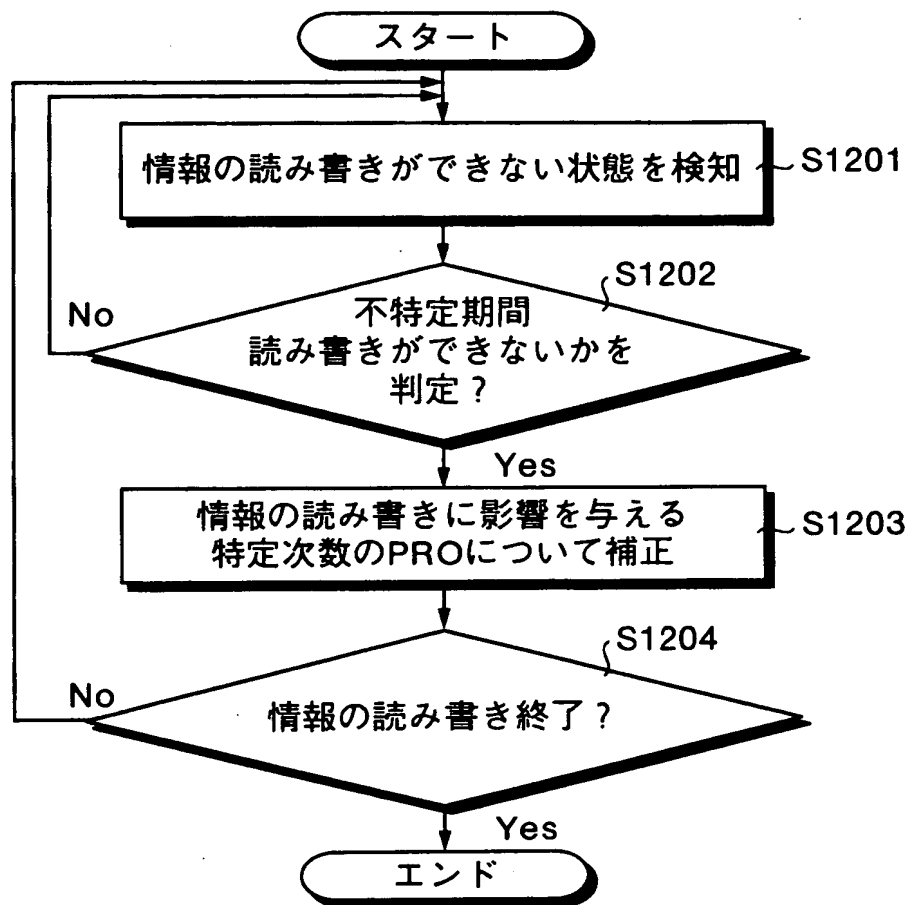 スタート
情報の読み書きができない状態を検知
S1201
S1202
不特定期間
読み書きができないかを
判定？
No
Yes
情報の読み書きに影響を与える
特定次数のPROについて補正
S1203
S1204
情報の読み書き終了？
No
Yes
エンド